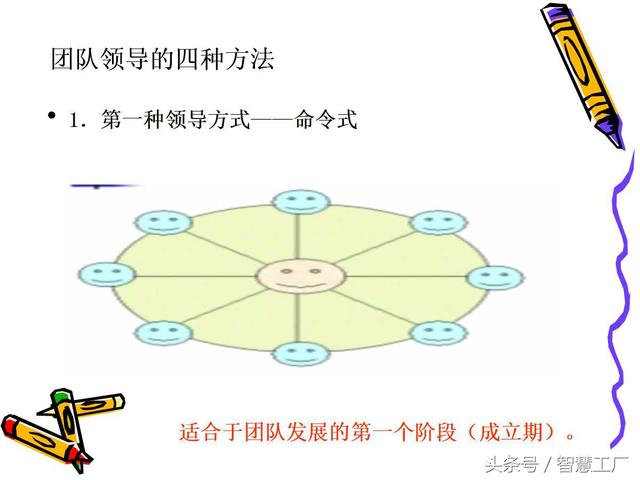 团队领导的四种方法
• 1．第一种领导方式——命令式
适合于团队发展的第一个阶段（成立期）。
头条号 / 智慧工厂